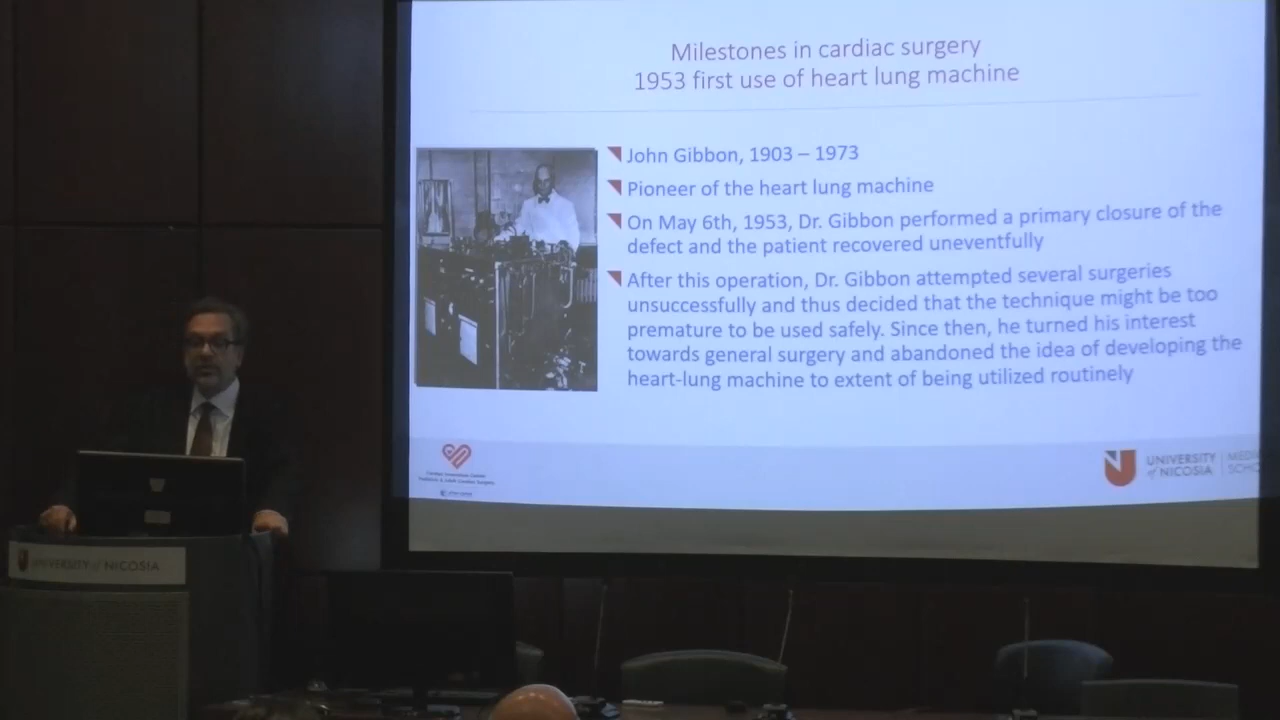 Milestones in cardiac surgery
1953 first use of heart lung machine
John Gibbon, 1903 – 1973
Pioneer of the heart lung machine
On May 6th, 1953, Dr. Gibbon performed a primary closure of the
defect and the patient recovered uneventfully
After this operation, Dr. Gibbon attempted several surgeries
unsuccessfully and thus decided that the technique might be too
premature to be used safely. Since then, he turned his interest
towards general surgery and abandoned the idea of developing the
heart-lung machine to extent of being utilized routinely
UNIVERSITY
of NICOSIA
UNIVERSITY of NICOSIA